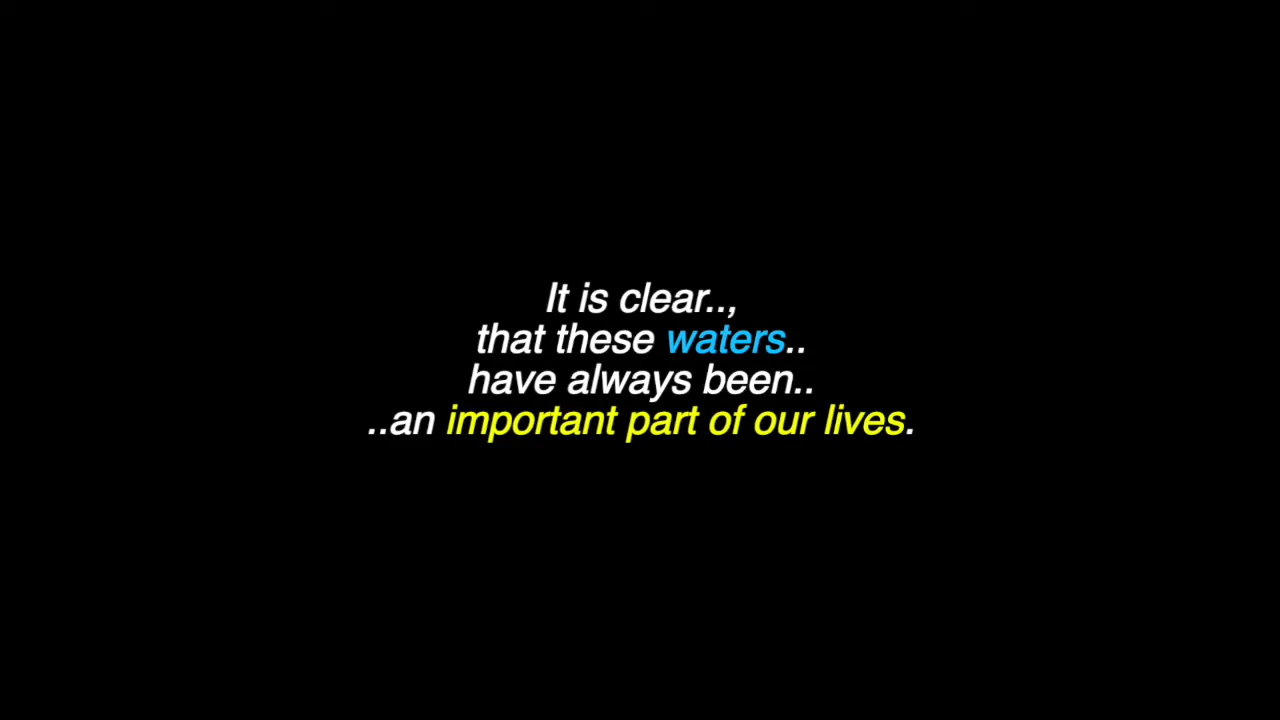 It is clear..,
that these waters..
have always been..
..an important part of our lives.